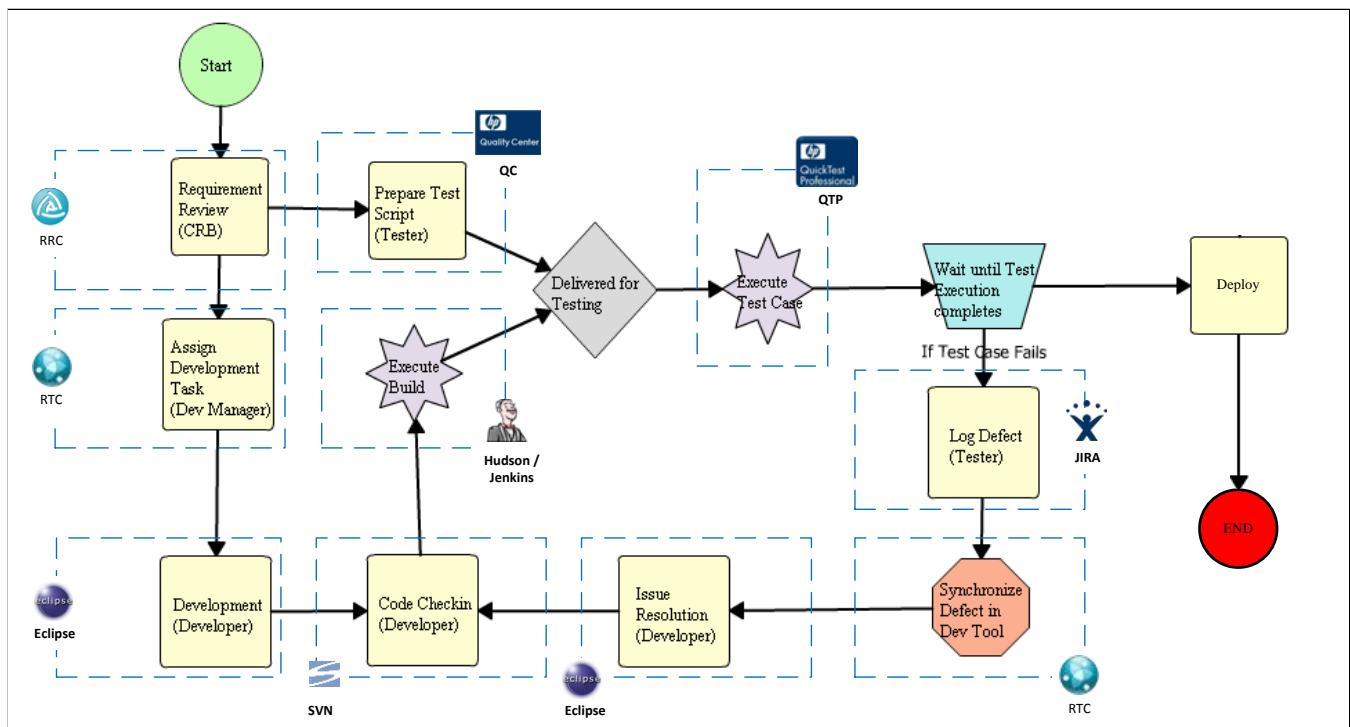 Start
hp
Quality Center
QC
hp
QuickTest
Professional
QTP
RRC
Requirement
Review
(CRB)
Prepare Test
Script
(Tester)
Delivered for
Testing
Execute
Test Case
Wait until Test
Execution
completes
Deploy
If Test Case Fails
RTC
Assign
Development
Task
(Dev Manager)
Execute
Build
Hudson /
Jenkins
Log Defect
(Tester)
JIRA
END
eclipse
Eclipse
Development
(Developer)
Code Checkin
(Developer)
SVN
Issue
Resolution
(Developer)
eclipse
Eclipse
Synchronize
Defect in
Dev Tool
RTC